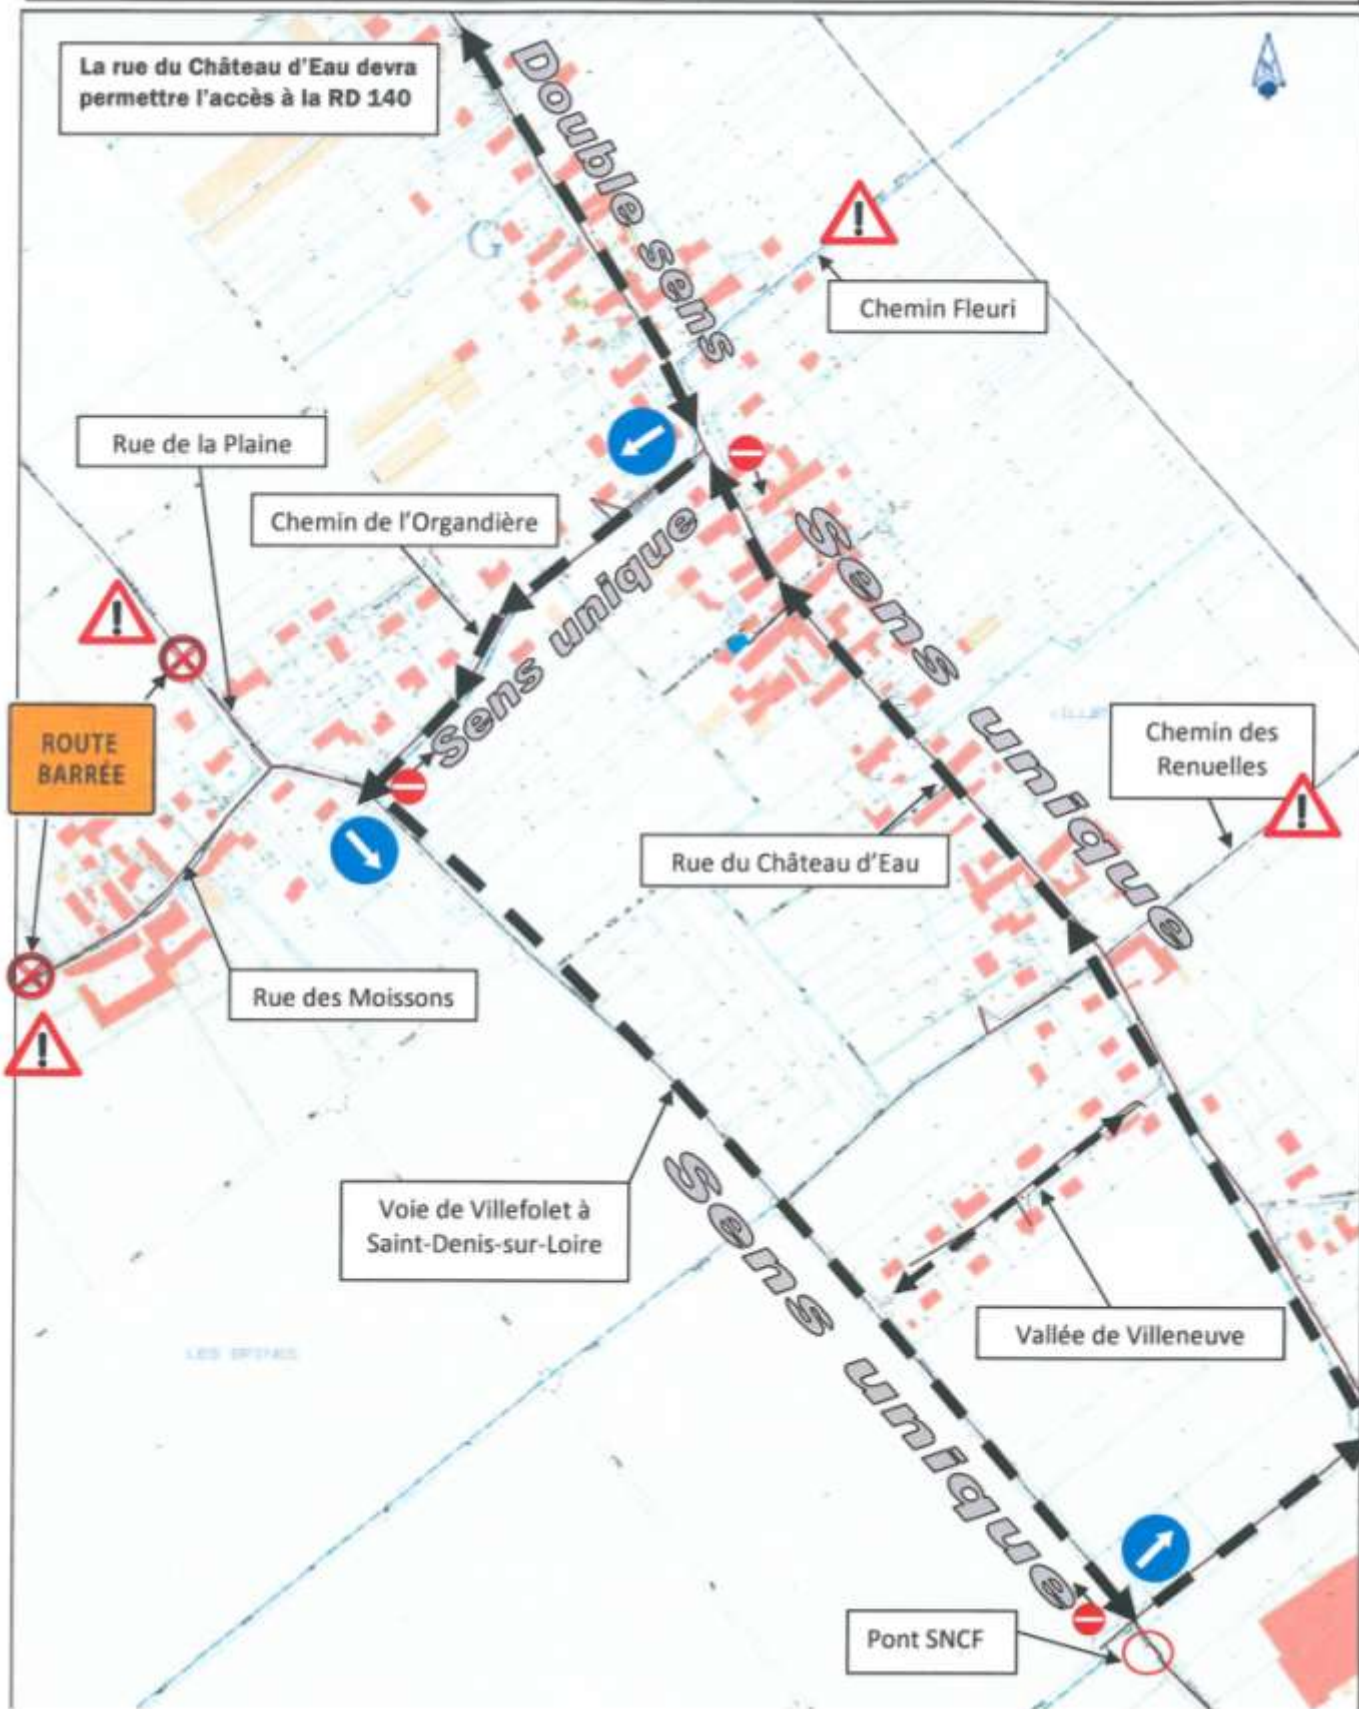 La rue du Château d'Eau devra
permettre l'accès à la RD 140
Double sens
G
Chemin Fleuri
Rue de la Plaine
Chemin de l'Organdière
Sens unique
Sens unique
ROUTE
BARRÉE
Chemin des
Renuelles
Rue du Château d'Eau
Rue des Moissons
Voie de Villefolet à
Saint-Denis-sur-Loire
Sens unique
Vallée de Villeneuve
Pont SNCF